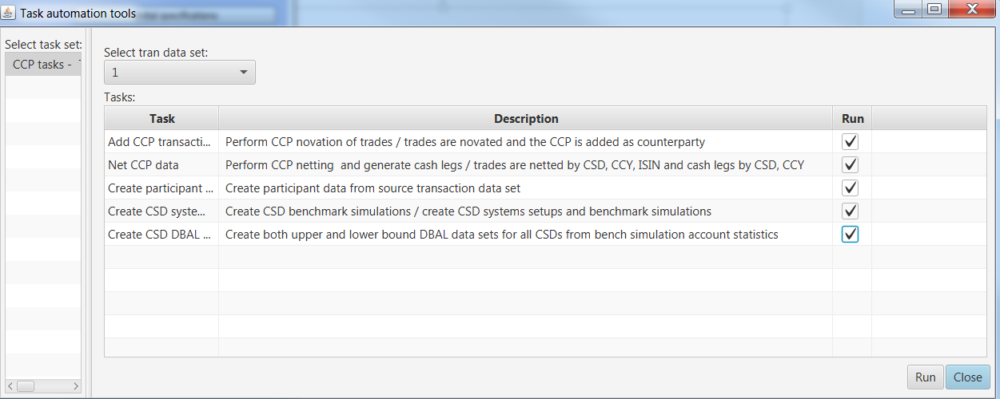 Task automation tools
Select task set:
CCP tasks -
Select tran data set:
1
Tasks:
Task Description Run
Add CCP transacti... Perform CCP novation of trades / trades are novated and the CCP is added as counterparty
Net CCP data Perform CCP netting and generate cash legs / trades are netted by CSD, CCY, ISIN and cash legs by CSD, CCY
Create participant ... Create participant data from source transaction data set
Create CSD syste... Create CSD benchmark simulations / create CSD systems setups and benchmark simulations
Create CSD DBAL ... Create both upper and lower bound DBAL data sets for all CSDs from bench simulation account statistics
Run Close